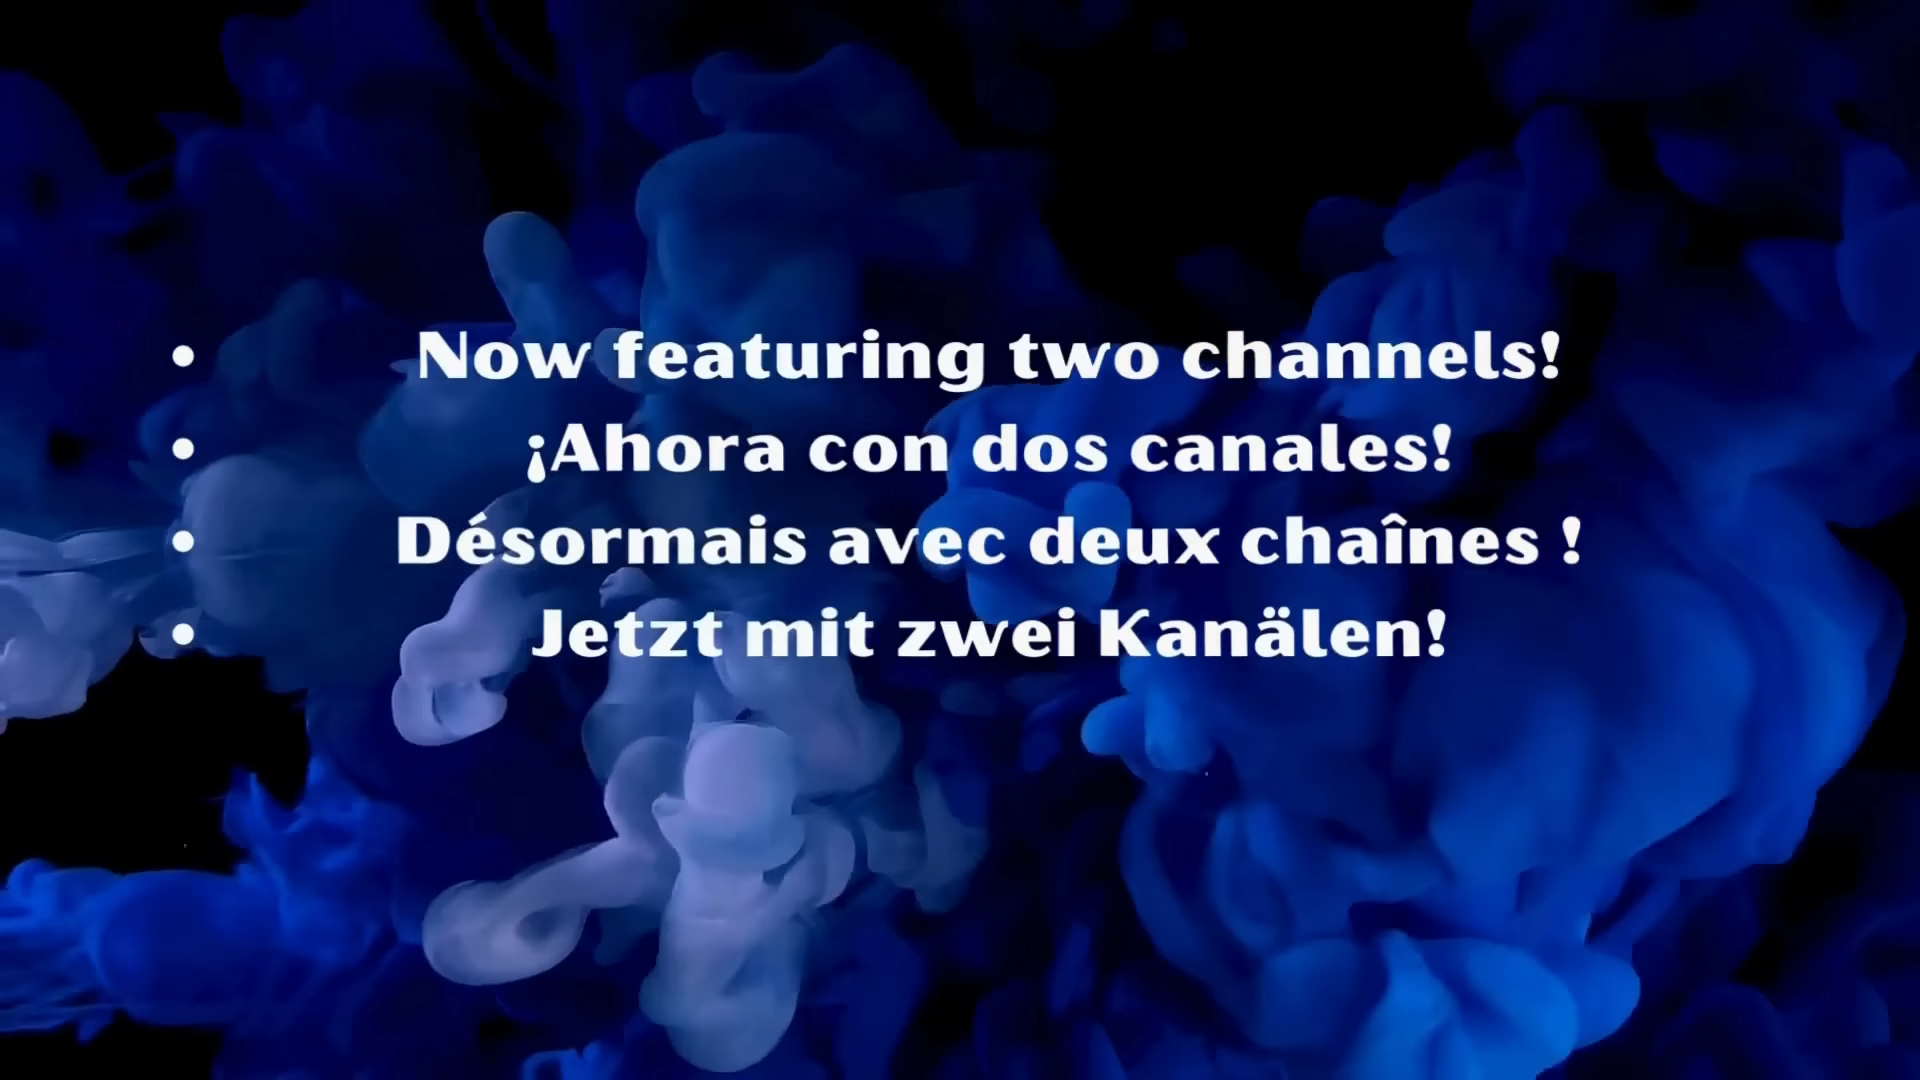 • Now featuring two channels!
• ¡Ahora con dos canales!
• Désormais avec deux chaînes !
• Jetzt mit zwei Kanälen!